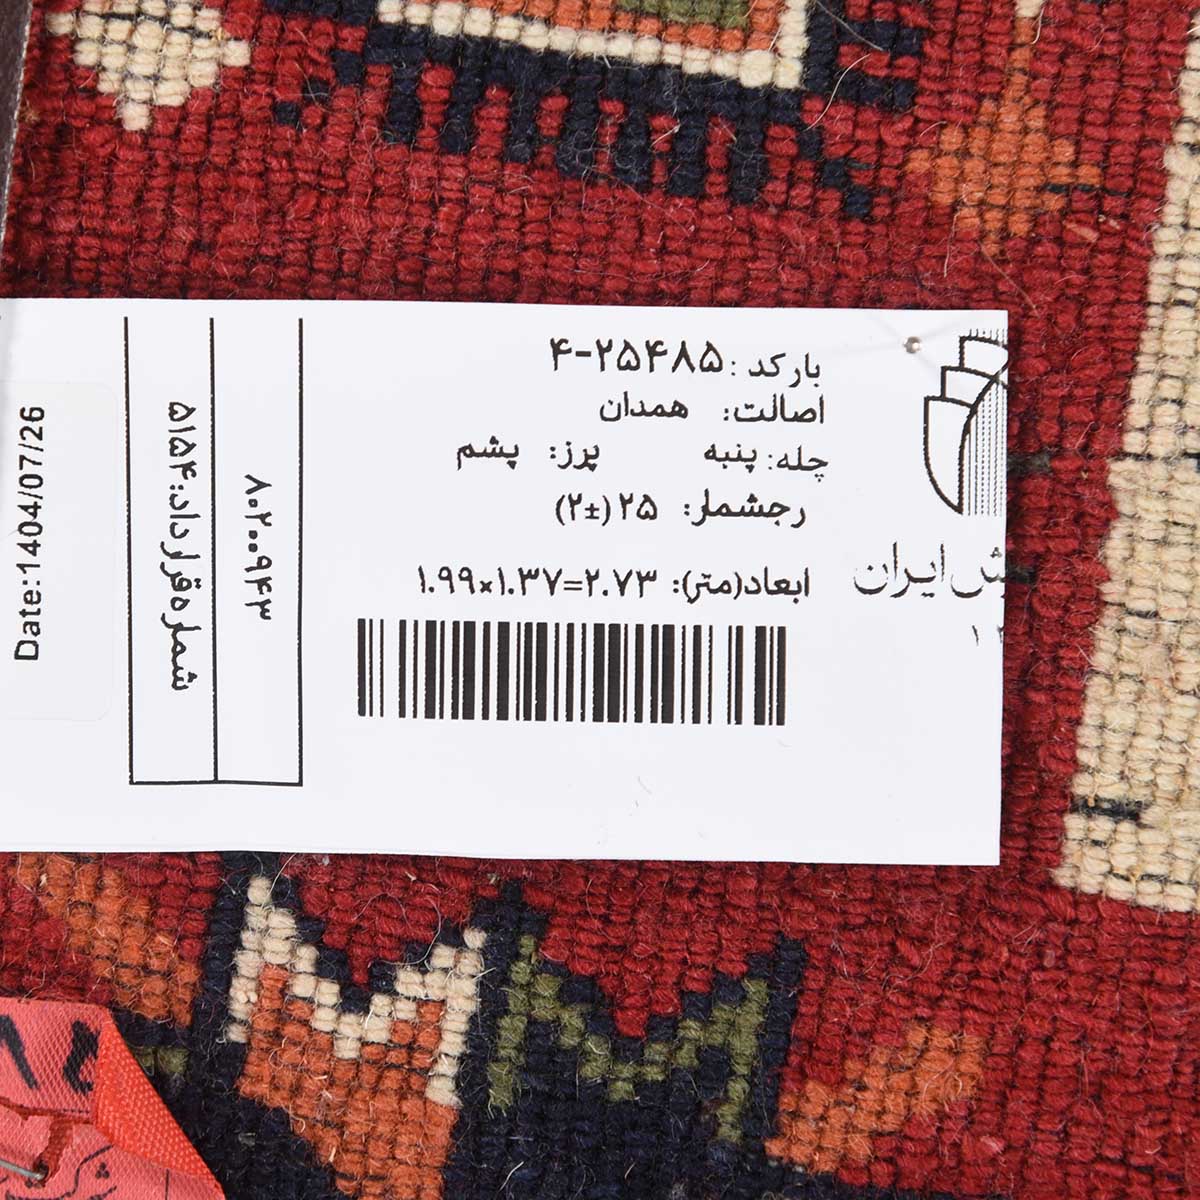 بارکد: ۲۵۴۸۵-۴
اصالت: همدان
چله: پنبه پرز: پشم
رجشمار: ۲۵(±۲)
ابعاد(متر): ۱.۹۹×۱.۳۷=۲.۷۳
ش ایران
۸۰۲۰۰۹۴۳
شماره قرارداد: ۵۱۵۴
Date:1404/07/26